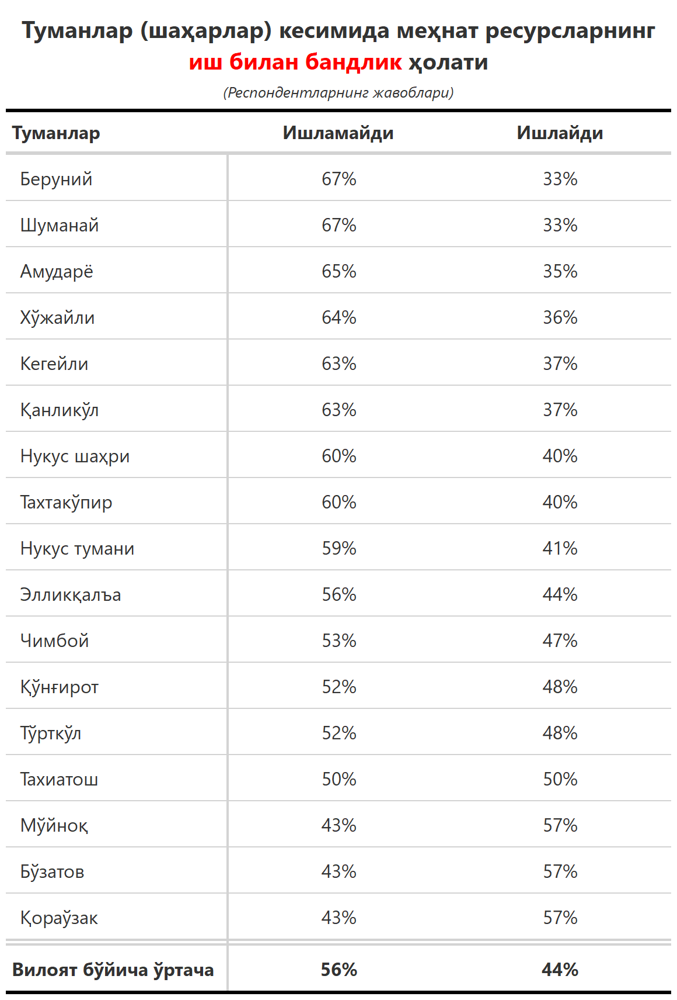 Туманлар (шаҳарлар) кесимида меҳнат ресурсларнинг
иш билан бандлик ҳолати
(Респондентларнинг жавоблари)
Туманлар Ишламайди Ишлайди
Беруний 67% 33%
Шуманай 67% 33%
Амударё 65% 35%
Хўжайли 64% 36%
Кегейли 63% 37%
Қанликўл 63% 37%
Нукус шаҳри 60% 40%
Тахтакўпир 60% 40%
Нукус тумани 59% 41%
Элликқалъа 56% 44%
Чимбой 53% 47%
Қўнғирот 52% 48%
Тўрткўл 52% 48%
Тахиатош 50% 50%
Мўйноқ 43% 57%
Бўзатов 43% 57%
Қораўзак 43% 57%
Вилоят бўйича ўртача 56% 44%